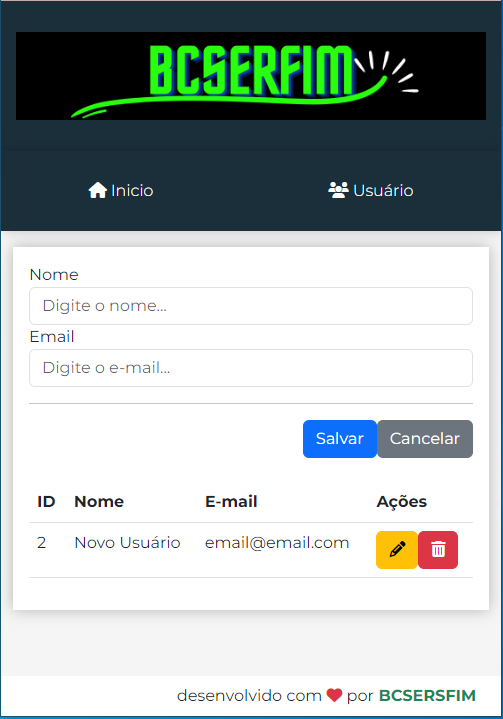 BCSERFIM
Inicio Usuário
Nome
Digite o nome...
Email
Digite o e-mail...
Salvar Cancelar
ID Nome E-mail Ações
2 Novo Usuário email@email.com
desenvolvido com por BCSERSFIM